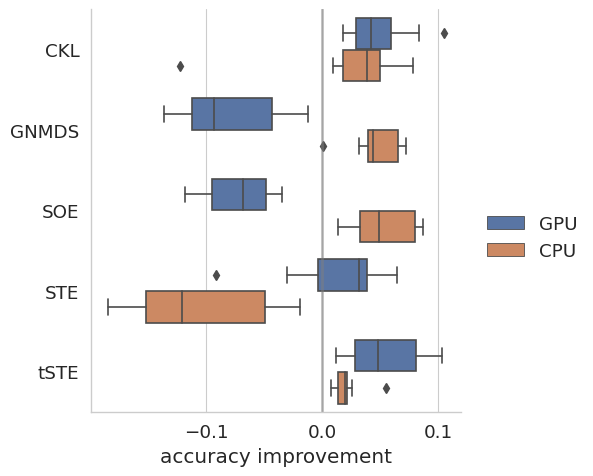 CKL
GNMDS
SOE
STE
tSTE
GPU
CPU
−0.1 0.0 0.1
accuracy improvement